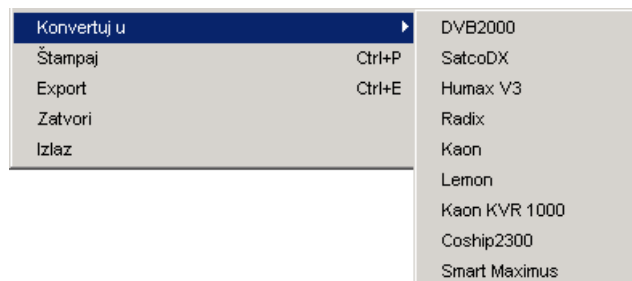 Konvertuj u
Štampaj Ctrl+P
Export Ctrl+E
Zatvori
Izlaz
DVB2000
SatcoDX
Humax V3
Radix
Kaon
Lemon
Kaon KVR 1000
Coship2300
Smart Maximus